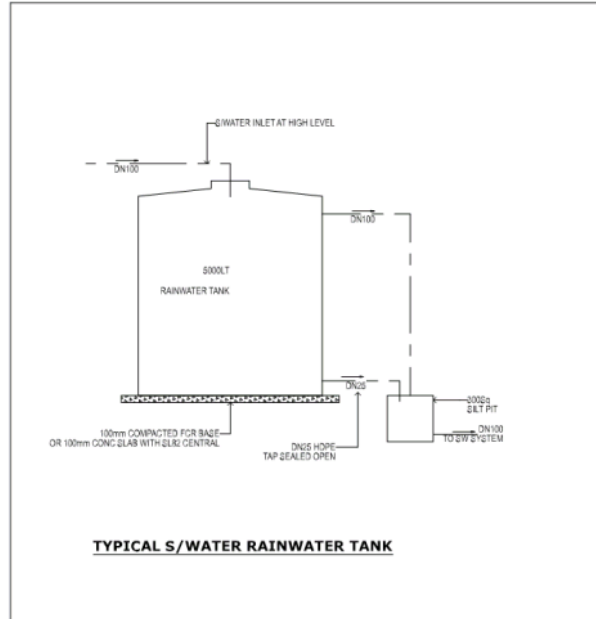 S/WATER INLET AT HIGH LEVEL
DN100
DN100
5000LT
RAINWATER TANK
DN25
300Sq
SILT PIT
100mm COMPACTED FCR BASE
OR 100mm CONC SLAB WITH SL82 CENTRAL
DN25 HDPE
TAP SEALED OPEN
DN100
TO SW SYSTEM
TYPICAL S/WATER RAINWATER TANK